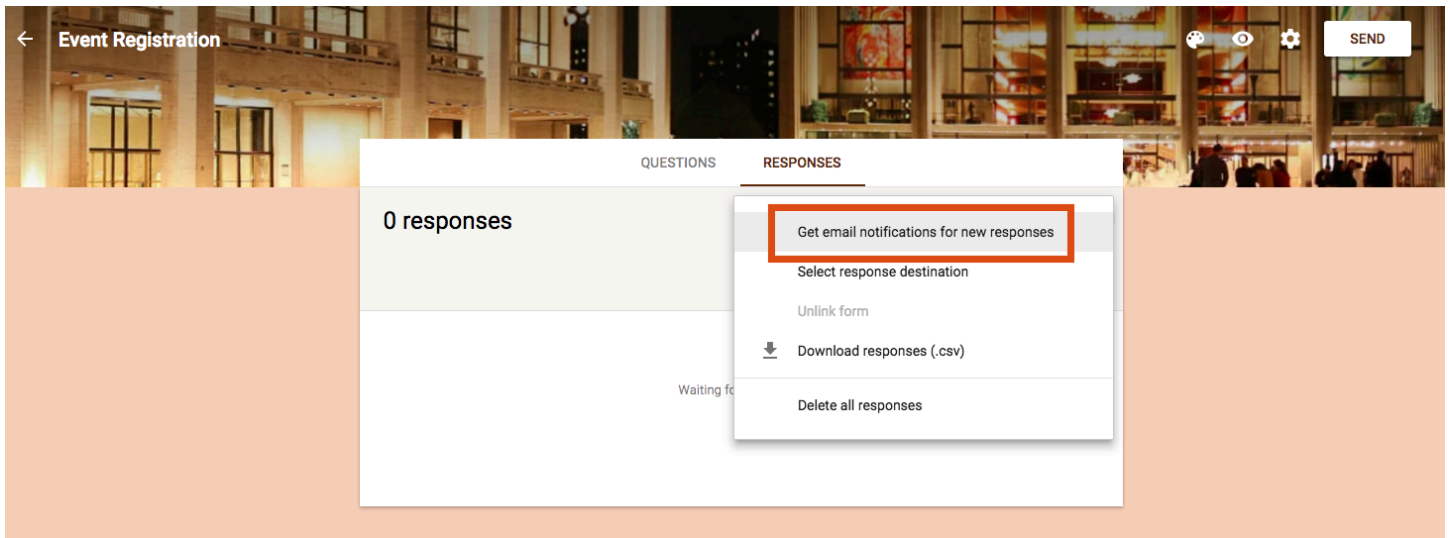 Event Registration
SEND
QUESTIONS
RESPONSES
0 responses
Get email notifications for new responses
Select response destination
Unlink form
Download responses (.csv)
Waiting
Delete all responses